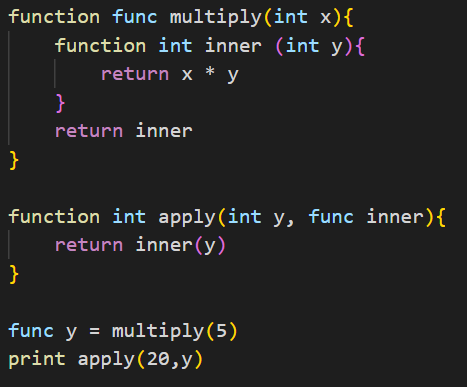 function func multiply(int x){
    function int inner (int y){
        return x * y
    }
    return inner
}

function int apply(int y, func inner){
    return inner(y)
}

func y = multiply(5)
print apply(20,y)